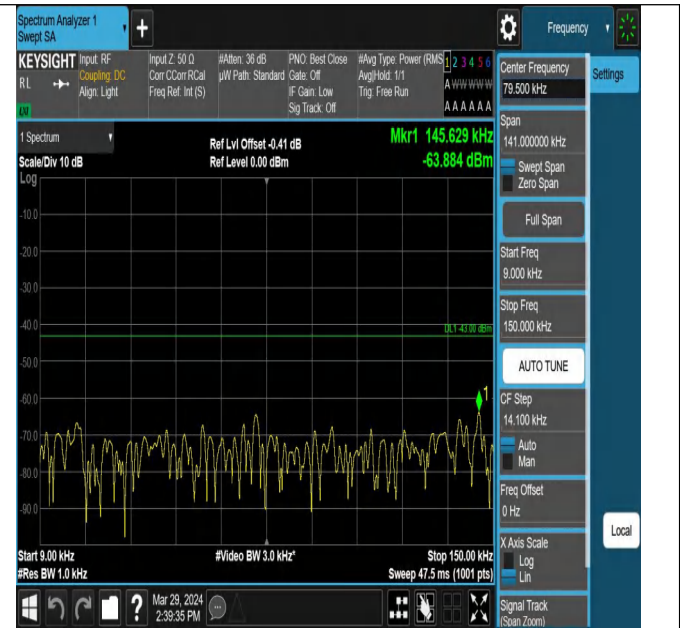 Spectrum Analyzer 1
Swept SA
+
Frequency
KEYSIGHT
RL
Input: RF
Coupling: DC
Align: Light
Input Z: 50 Ω
Corr CCorr RCal
Freq Ref: Int (S)
#Atten: 36 dB
µW Path: Standard
PNO: Best Close
Gate: Off
IF Gain: Low
Sig Track: Off
#Avg Type: Power (RMS
Avg|Hold: 1/1
Trig: Free Run
1 2 3 4 5 6
A W W W W W
A A A A A A
1 Spectrum
Scale/Div 10 dB
Log
Ref Lvl Offset -0.41 dB
Ref Level 0.00 dBm
Mkr1 145.629 kHz
-63.884 dBm
-10.0
-20.0
-30.0
-40.0
DL1 -43.00 dBm
-50.0
-60.0
1
-70.0
-80.0
-90.0
Start 9.00 kHz
#Res BW 1.0 kHz
#Video BW 3.0 kHz*
Stop 150.00 kHz
Sweep 47.5 ms (1001 pts)
?
Mar 29, 2024
2:39:35 PM
Center Frequency
79.500 kHz
Settings
Span
141.000000 kHz
Swept Span
Zero Span
Full Span
Start Freq
9.000 kHz
Stop Freq
150.000 kHz
AUTO TUNE
CF Step
14.100 kHz
Auto
Man
Freq Offset
0 Hz
X Axis Scale
Log
Lin
Local
Signal Track
(Span Zoom)